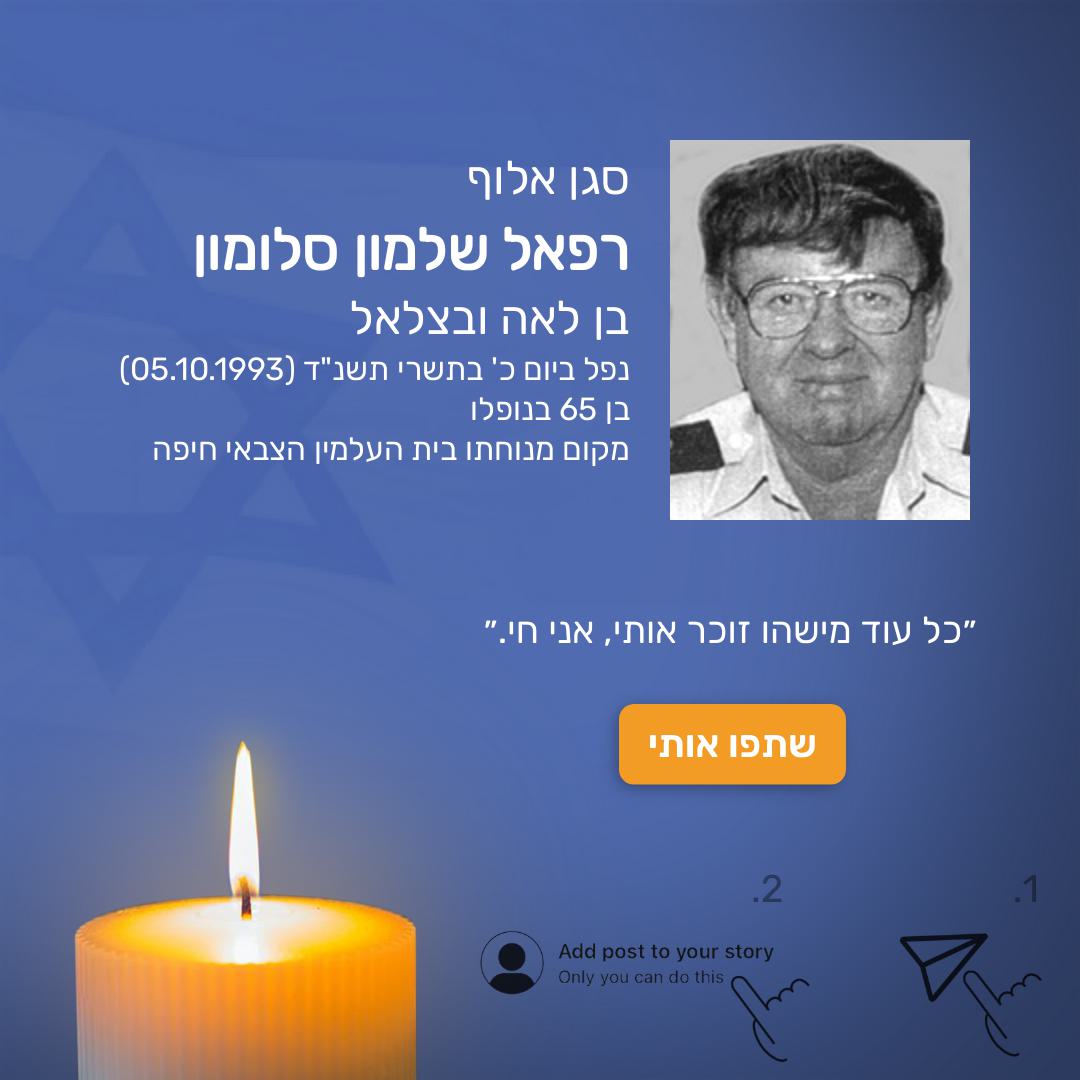 סגן אלוף
רפאל שלמון סלומון
בן לאה ובצלאל
נפל ביום כ' בתשרי תשנ"ד (05.10.1993)
בן 65 בנופלו
מקום מנוחתו בית העלמין הצבאי חיפה
״כל עוד מישהו זוכר אותי, אני חי.״
שתפו אותי
.1
.2
Add post to your story
Only you can do this